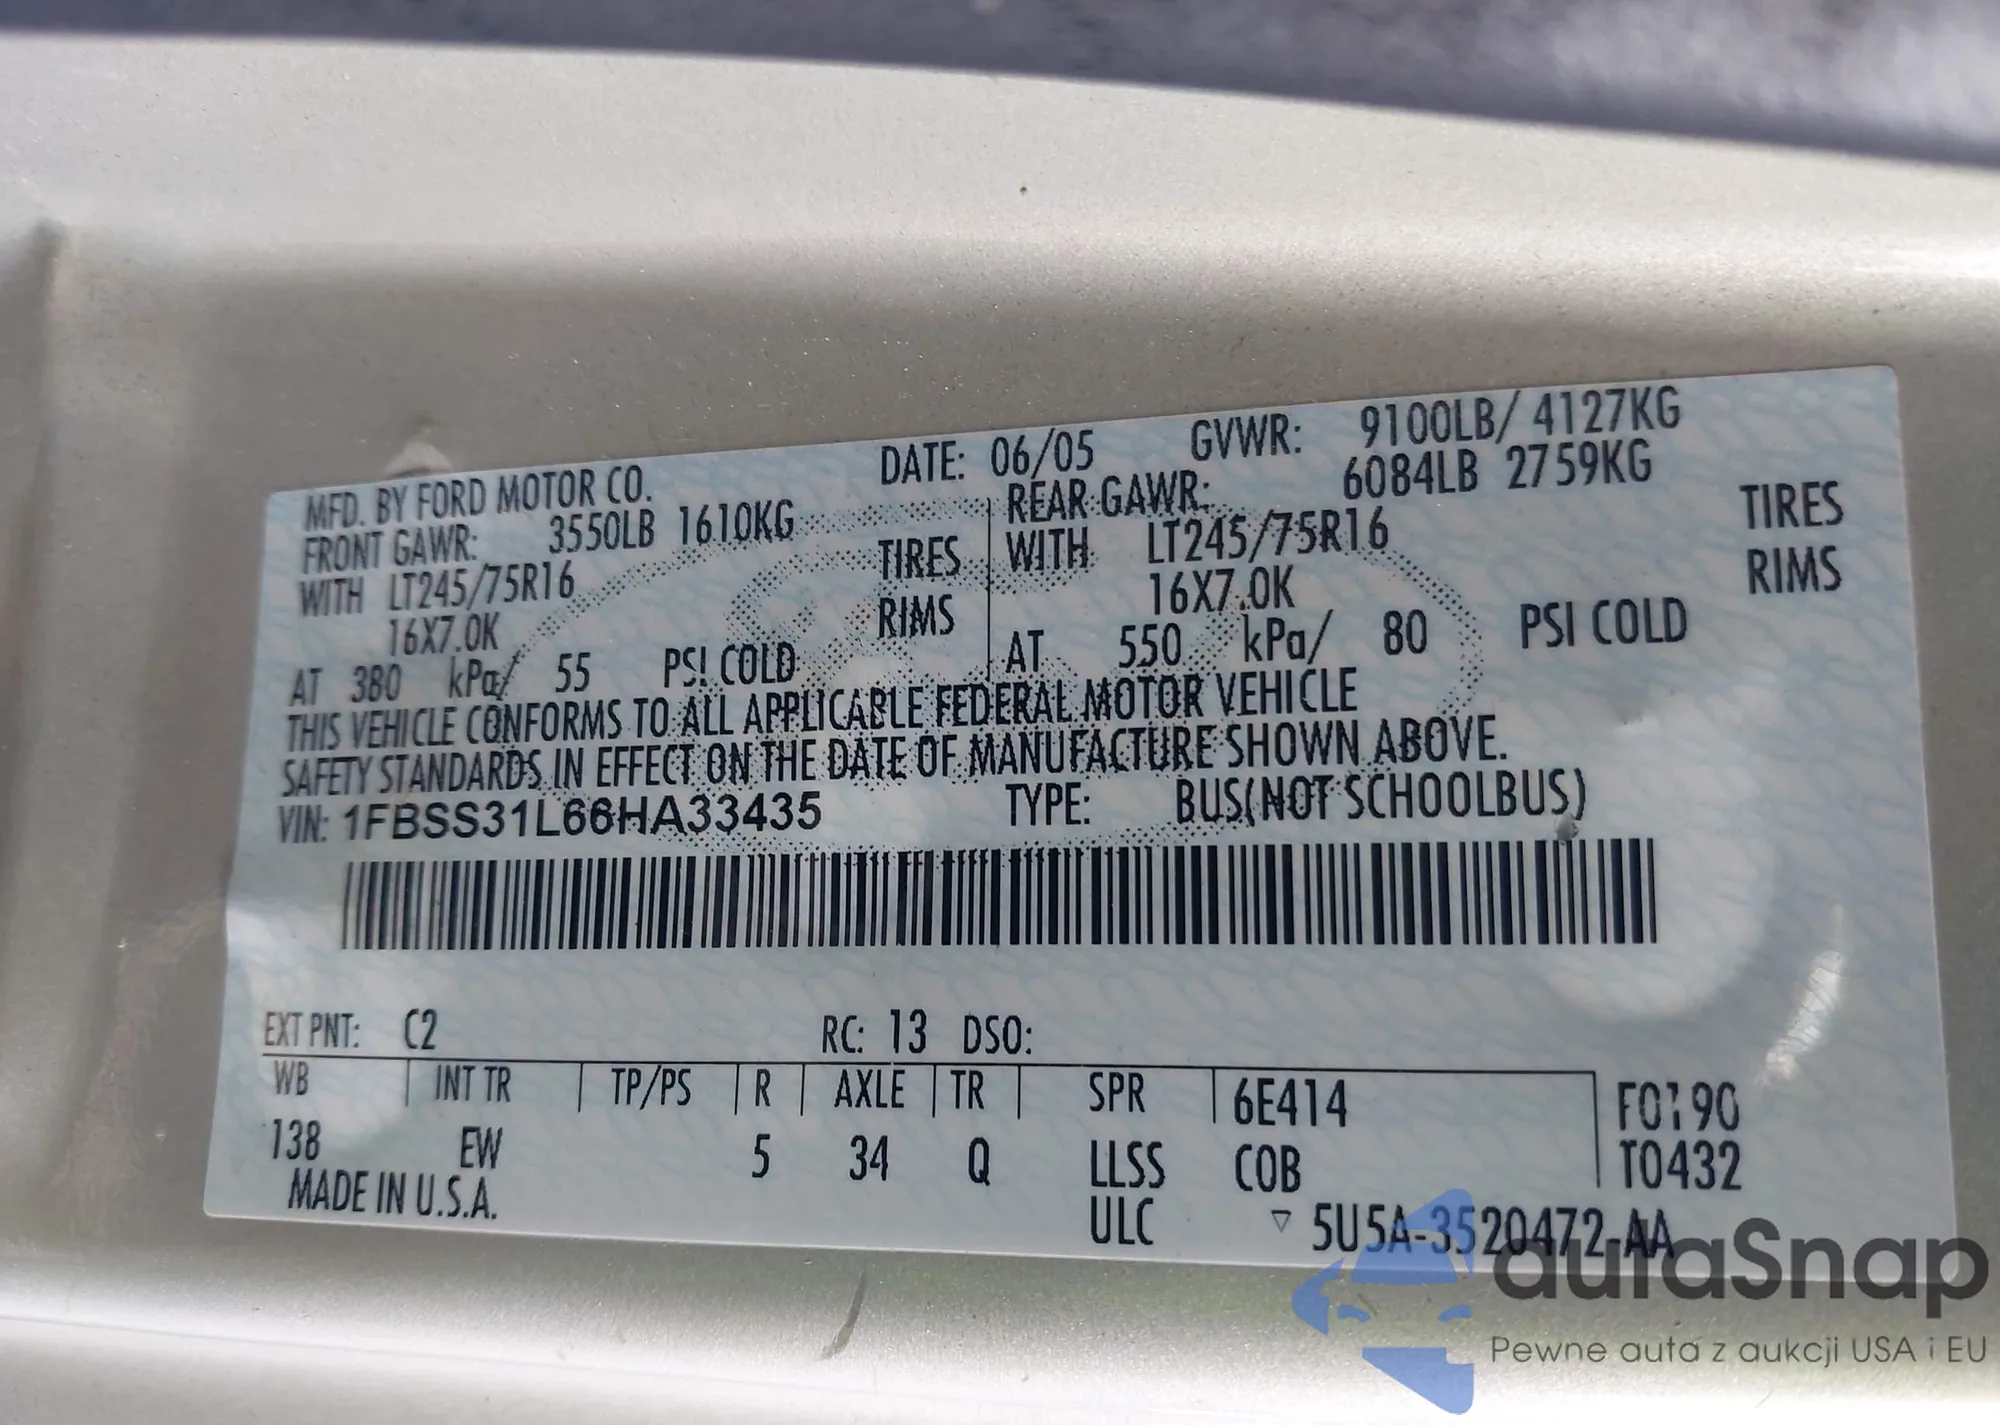 MFD. BY FORD MOTOR CO. DATE: 06/05 GVWR: 9100LB/ 4127KG
FRONT GAWR: 3550LB 1610KG REAR GAWR: 6084LB 2759KG
WITH LT245/75R16 TIRES WITH LT245/75R16 TIRES
16X7.0K RIMS 16X7.0K RIMS
AT 380 kPa/ 55 PSI COLD AT 550 kPa/ 80 PSI COLD
THIS VEHICLE CONFORMS TO ALL APPLICABLE FEDERAL MOTOR VEHICLE
SAFETY STANDARDS IN EFFECT ON THE DATE OF MANUFACTURE SHOWN ABOVE.
VIN: 1FBSS31L66HA33435 TYPE: BUS(NOT SCHOOLBUS)
EXT PNT: C2 RC: 13 DSO:
WB INT TR TP/PS R AXLE TR SPR 6E414 F0190
138 EW 5 34 Q LLSS COB T0432
MADE IN U.S.A. ULC ▽ 5U5A-3520472-AA
autaSnap
Pewne auta z aukcji USA i EU